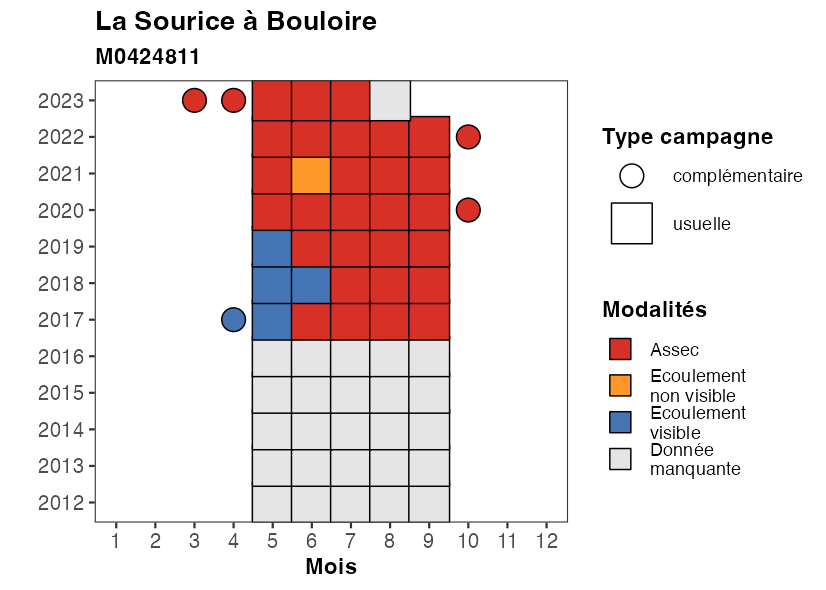 La Sourice à Bouloire
M0424811
2023
2022
2021
2020
2019
2018
2017
2016
2015
2014
2013
2012
1 2 3 4 5 6 7 8 9 10 11 12
Mois
Type campagne
complémentaire
usuelle
Modalités
Assec
Ecoulement
non visible
Ecoulement
visible
Donnée
manquante